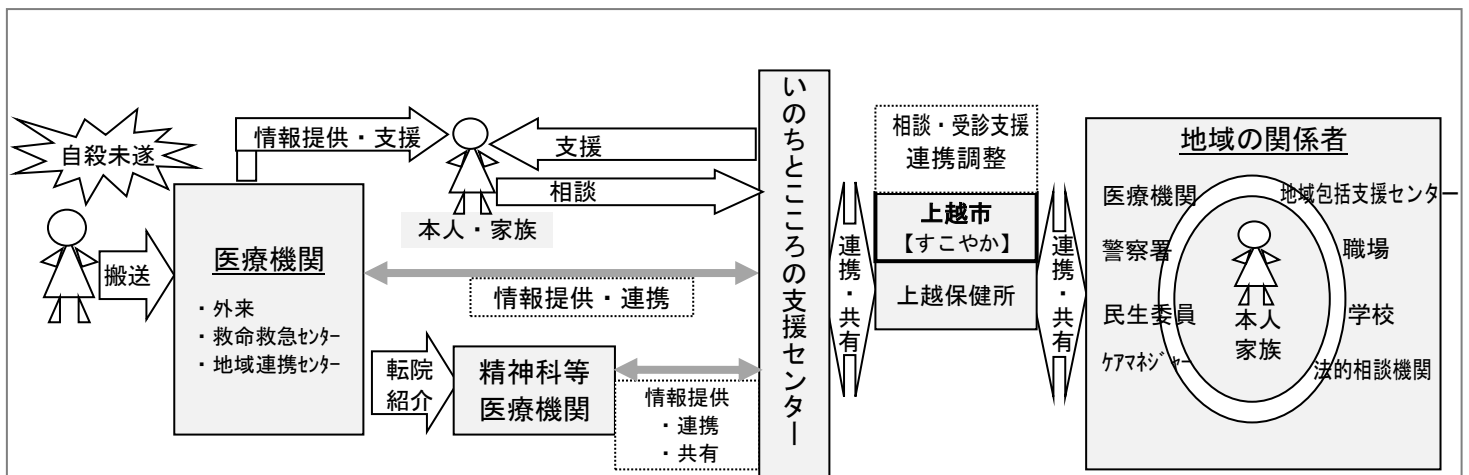 自殺未遂
搬送
医療機関
・外来
・救命救急ｾﾝﾀｰ
・地域連携ｾﾝﾀｰ
情報提供・支援
本人・家族
支援
相談
情報提供・連携
転院
紹介
精神科等
医療機関
情報提供
・連携
・共有
いのちとこころの支援センター
連携・共有
相談・受診支援
連携調整
上越市
【すこやか】
上越保健所
連携・共有
地域の関係者
医療機関
地域包括支援センター
警察署
職場
民生委員
学校
ｹｱﾏﾈｼﾞｬｰ
法的相談機関
本人
家族